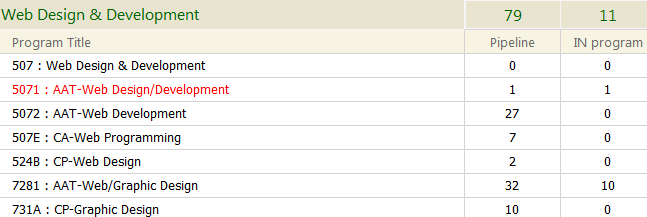 Web Design & Development 79 11
Program Title Pipeline IN program
507 : Web Design & Development 0 0
5071 : AAT-Web Design/Development 1 1
5072 : AAT-Web Development 27 0
507E : CA-Web Programming 7 0
524B : CP-Web Design 2 0
7281 : AAT-Web/Graphic Design 32 10
731A : CP-Graphic Design 10 0